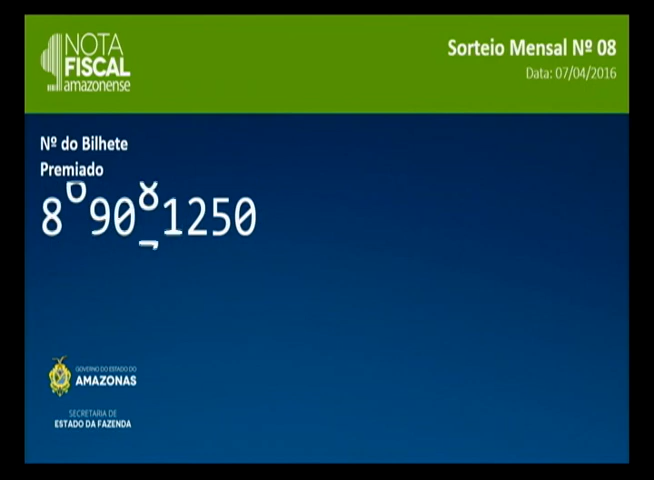 NOTA
FISCAL
amazonense
Sorteio Mensal Nº 08
Data: 07/04/2016
Nº do Bilhete
Premiado
8 90 1250
GOVERNO DO ESTADO DO
AMAZONAS
SECRETARIA DE
ESTADO DA FAZENDA